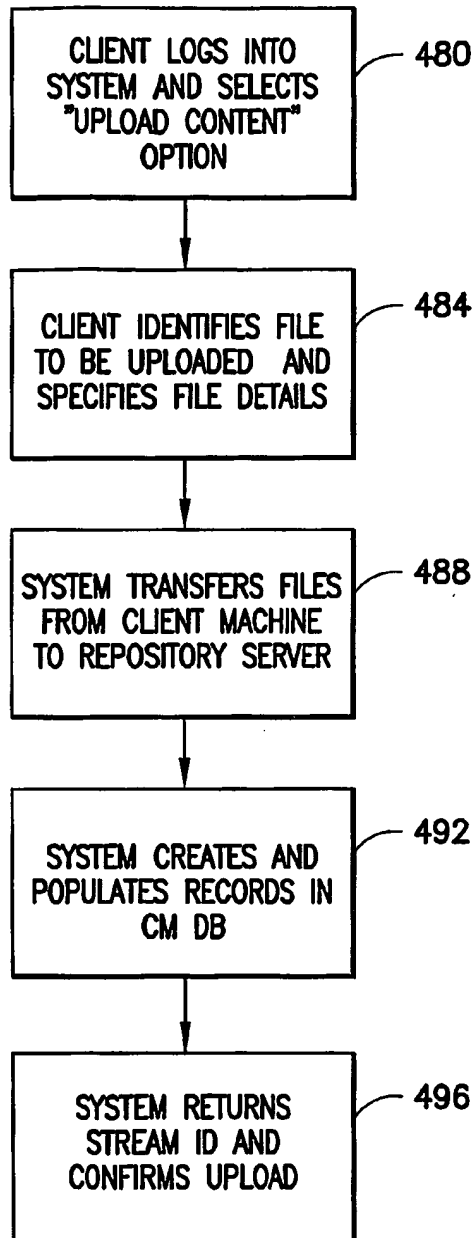 CLIENT LOGS INTO
SYSTEM AND SELECTS
"UPLOAD CONTENT"
OPTION
480
CLIENT IDENTIFIES FILE
TO BE UPLOADED AND
SPECIFIES FILE DETAILS
484
SYSTEM TRANSFERS FILES
FROM CLIENT MACHINE
TO REPOSITORY SERVER
488
SYSTEM CREATES AND
POPULATES RECORDS IN
CM DB
492
SYSTEM RETURNS
STREAM ID AND
CONFIRMS UPLOAD
496